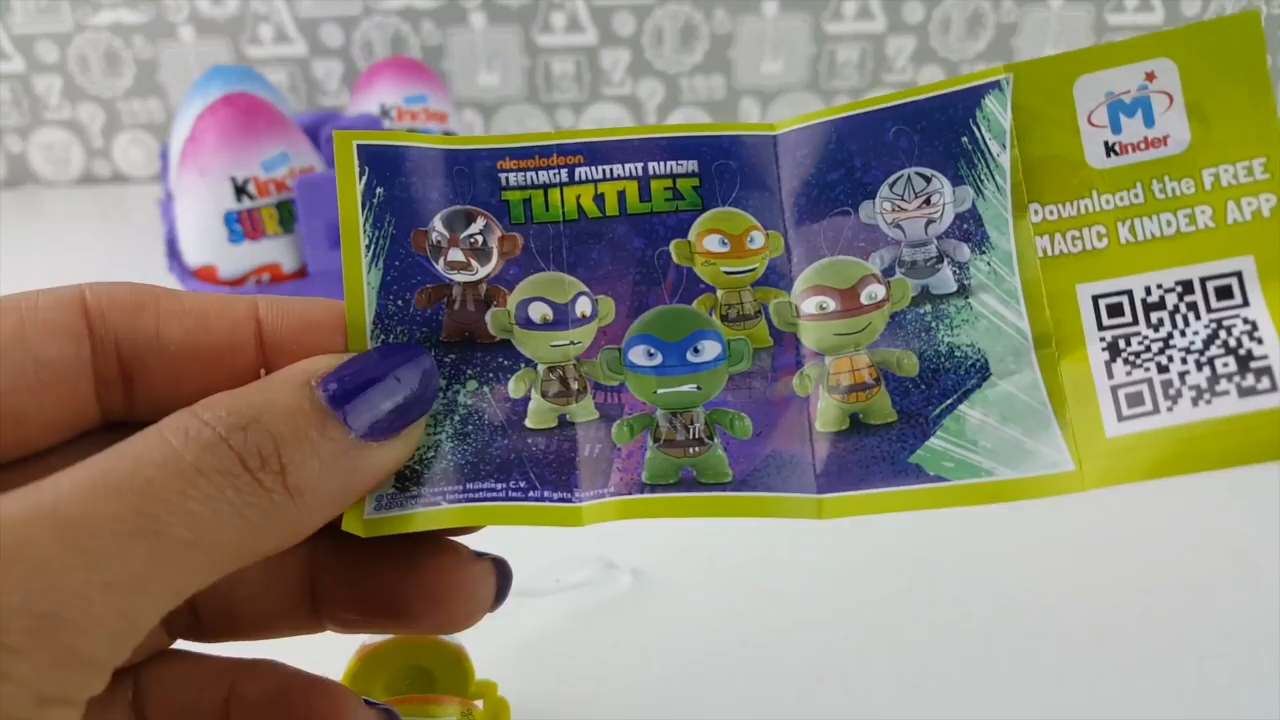 Kinder
SURP
Kinder
nickelodeon
TEENAGE MUTANT NINJA
TURTLES
Overseas Holdings C.V.
International Inc. All Rights Reserved.
Kinder
Download the FREE
MAGIC KINDER APP